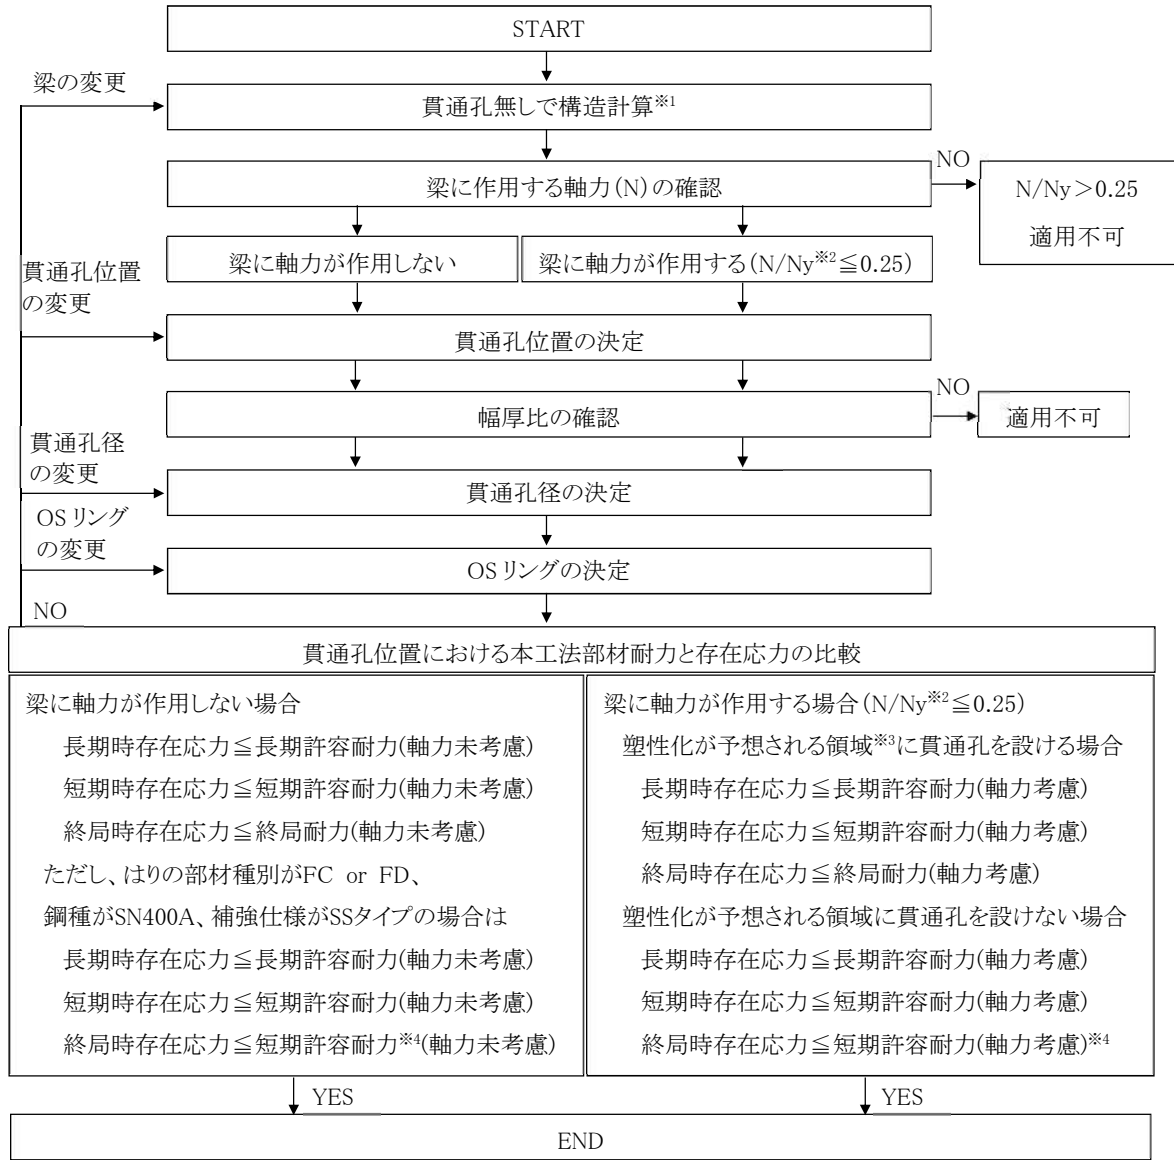 START
梁の変更
貫通孔無しで構造計算※1
梁に作用する軸力(N)の確認
NO
N/Ny>0.25
適用不可
梁に軸力が作用しない
梁に軸力が作用する(N/Ny※2≦0.25)
貫通孔位置
の変更
貫通孔位置の決定
幅厚比の確認
NO
適用不可
貫通孔径
の変更
貫通孔径の決定
OSリング
の変更
OSリングの決定
NO
貫通孔位置における本工法部材耐力と存在応力の比較
梁に軸力が作用しない場合
長期時存在応力≦長期許容耐力(軸力未考慮)
短期時存在応力≦短期許容耐力(軸力未考慮)
終局時存在応力≦終局耐力(軸力未考慮)
ただし、はりの部材種別がFC or FD、
鋼種がSN400A、補強仕様がSSタイプの場合は
長期時存在応力≦長期許容耐力(軸力未考慮)
短期時存在応力≦短期許容耐力(軸力未考慮)
終局時存在応力≦短期許容耐力※4(軸力未考慮)
梁に軸力が作用する場合(N/Ny※2≦0.25)
塑性化が予想される領域※3に貫通孔を設ける場合
長期時存在応力≦長期許容耐力(軸力考慮)
短期時存在応力≦短期許容耐力(軸力考慮)
終局時存在応力≦終局耐力(軸力考慮)
塑性化が予想される領域に貫通孔を設けない場合
長期時存在応力≦長期許容耐力(軸力考慮)
短期時存在応力≦短期許容耐力(軸力考慮)
終局時存在応力≦短期許容耐力(軸力考慮)※4
YES
YES
END